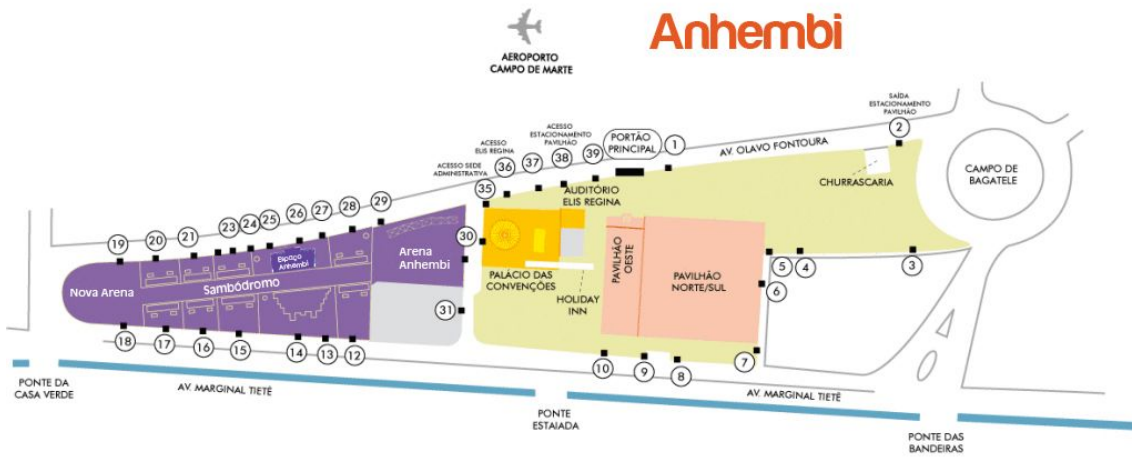 Anhembi
AEROPORTO
CAMPO DE MARTE
SAÍDA
ESTACIONAMENTO
PAVILHÃO
2
ACESSO
ESTACIONAMENTO
PAVILHÃO
PORTÃO
PRINCIPAL
1
AV. OLAVO FONTOURA
ACESSO
ELIS REGINA
36
37
38
39
ACESSO SEDE
ADMINISTRATIVA
35
CAMPO DE
BAGATELE
CHURRASCARIA
AUDITÓRIO
ELIS REGINA
19
20
21
23
24
25
26
27
28
29
30
Espaço
Anhembi
Arena
Anhembi
Nova Arena
Sambódromo
PALÁCIO DAS
CONVENÇÕES
HOLIDAY
INN
PAVILHÃO
OESTE
PAVILHÃO
NORTE/SUL
5
4
3
6
31
18
17
16
15
14
13
12
10
9
8
7
PONTE DA
CASA VERDE
AV. MARGINAL TIETÊ
PONTE
ESTAIADA
AV. MARGINAL TIETÊ
PONTE DAS
BANDEIRAS